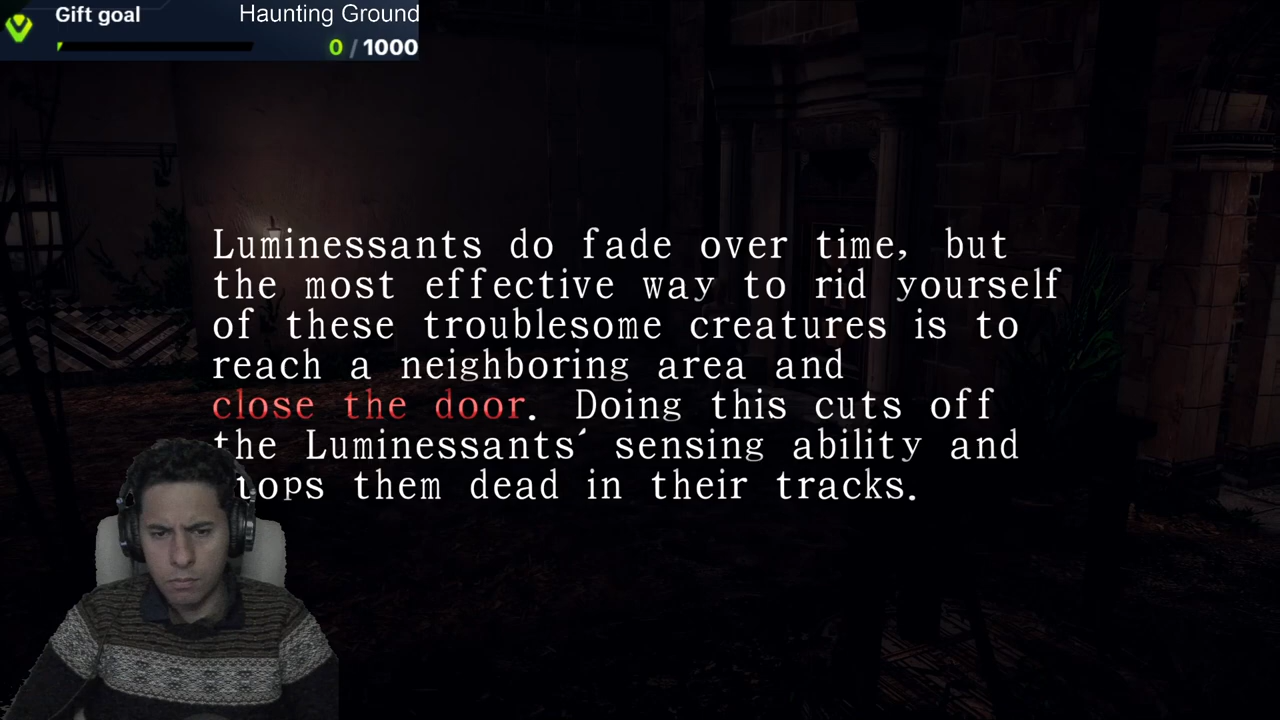 Gift goal
Haunting Ground
0 / 1000
Luminessants do fade over time, but
the most effective way to rid yourself
of these troublesome creatures is to
reach a neighboring area and
close the door. Doing this cuts off
the Luminessants´ sensing ability and
tops them dead in their tracks.